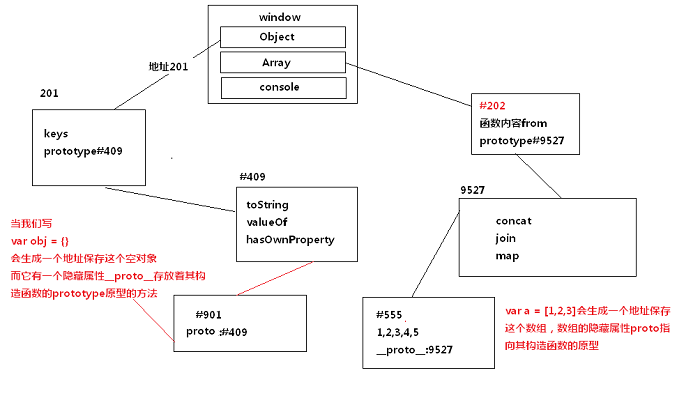 window
Object
Array
console
地址201
201
keys
prototype#409
#202
函数内容from
prototype#9527
#409
toString
valueOf
hasOwnProperty
9527
concat
join
map
当我们写
var obj = {}
会生成一个地址保存这个空对象
而它有一个隐藏属性__proto__存放着其构
造函数的prototype原型的方法
#901
proto :#409
#555
1,2,3,4,5
__proto__:9527
var a = [1,2,3]会生成一个地址保存
这个数组，数组的隐藏属性proto指
向其构造函数的原型